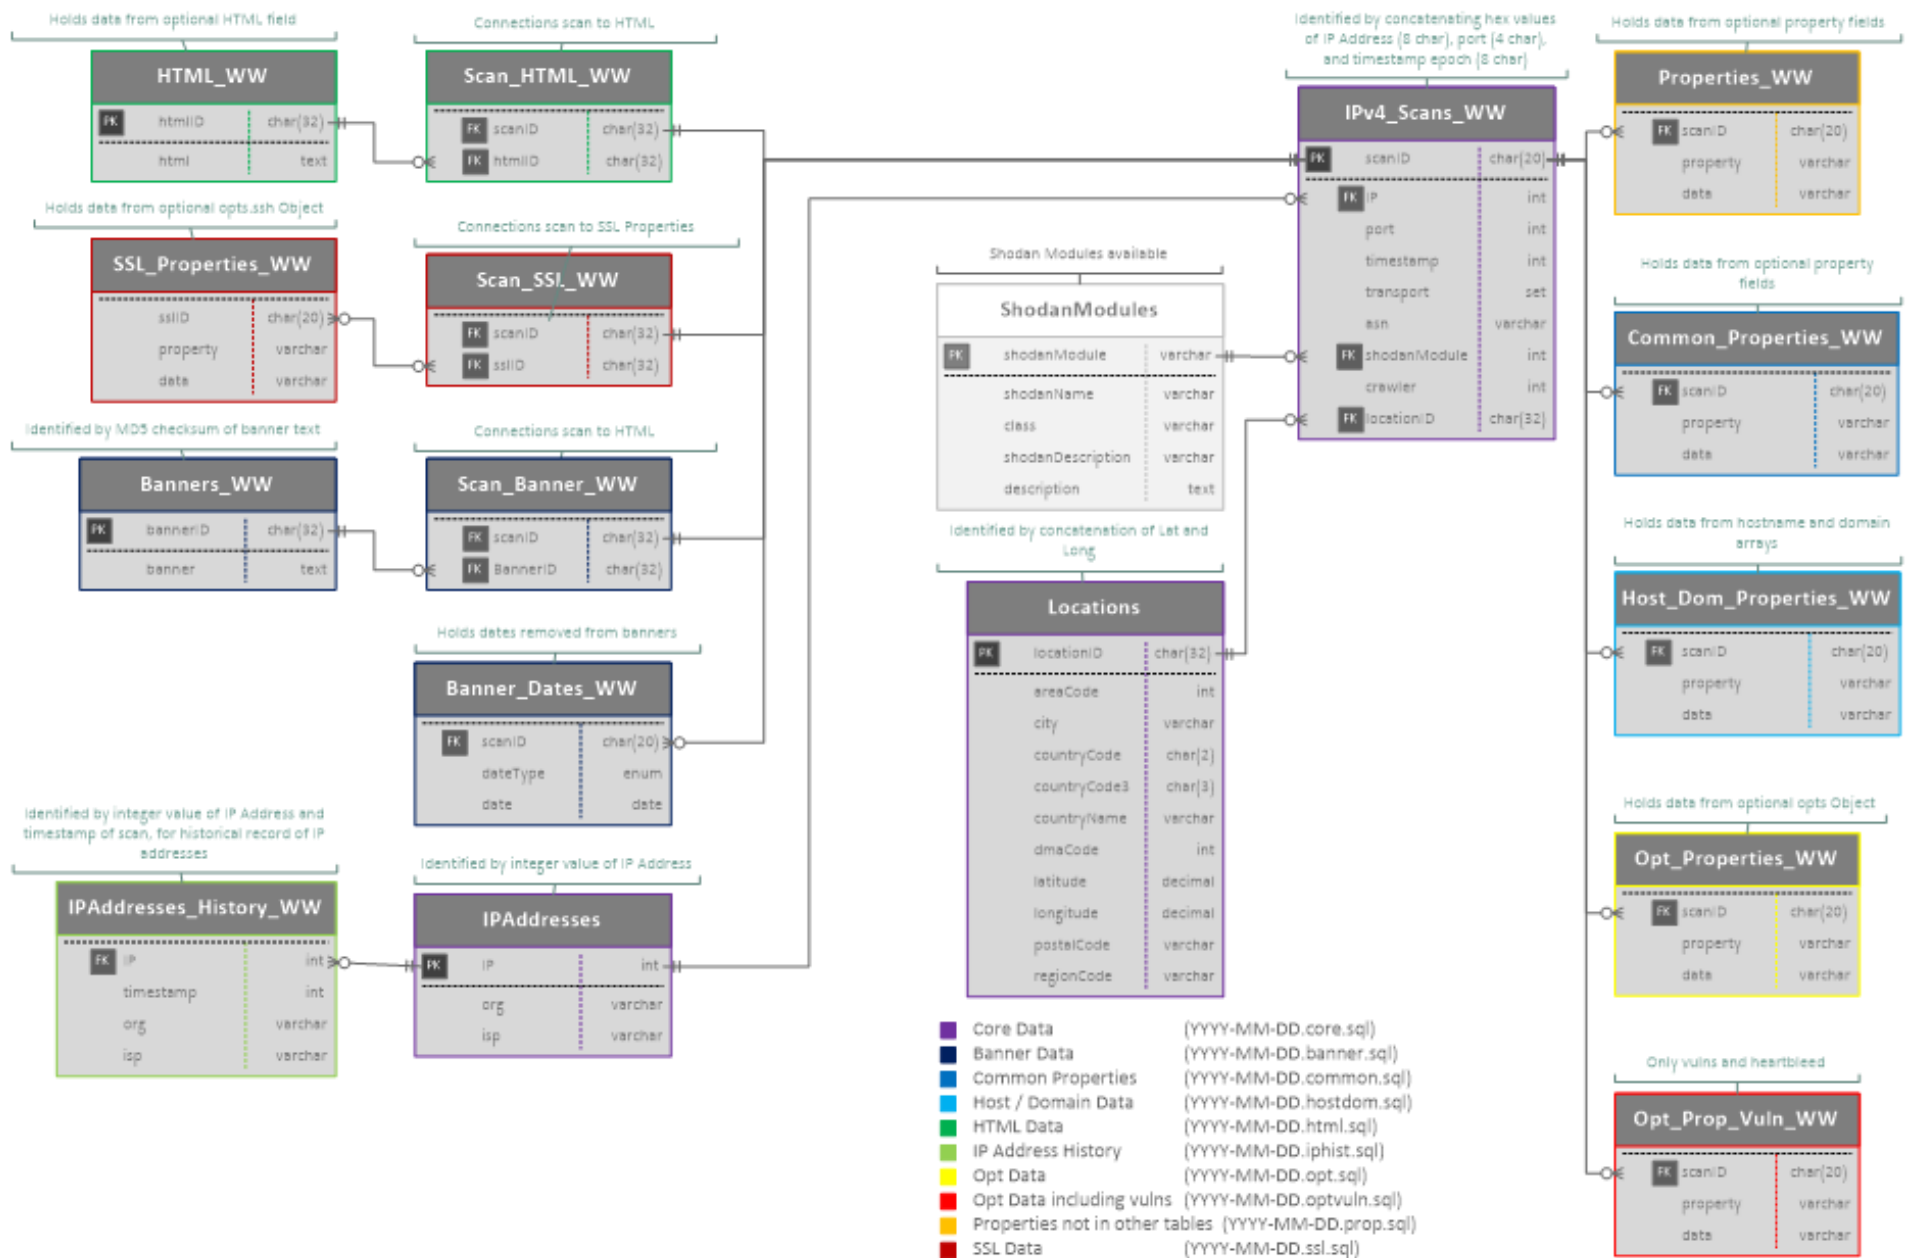 Holds data from optional HTML field
HTML_WW
PK htmlID char(32)
html text
Connections scan to HTML
Scan_HTML_WW
FK scanID char(32)
FK htmlID char(32)
Holds data from optional opts.ssh Object
SSL_Properties_WW
sslID char(20)
property varchar
data varchar
Connections scan to SSL Properties
Scan_SSL_WW
FK scanID char(32)
FK sslID char(32)
Identified by MD5 checksum of banner text
Banners_WW
PK bannerID char(32)
banner text
Connections scan to HTML
Scan_Banner_WW
FK scanID char(32)
FK BannerID char(32)
Holds dates removed from banners
Banner_Dates_WW
FK scanID char(20)
dateType enum
date date
Identified by integer value of IP Address and
timestamp of scan, for historical record of IP
addresses
IPAddresses_History_WW
FK IP int
timestamp int
org varchar
isp varchar
Identified by integer value of IP Address
IPAddresses
PK IP int
org varchar
isp varchar
Shodan Modules available
ShodanModules
PK shodanModule varchar
shodanName varchar
class varchar
shodanDescription varchar
description text
Identified by concatenation of Lat and
Long
Locations
PK locationID char(32)
areaCode int
city varchar
countryCode char(2)
countryCode3 char(3)
countryName varchar
dmaCode int
latitude decimal
longitude decimal
postalCode varchar
regionCode varchar
Identified by concatenating hex values
of IP Address (8 char), port (4 char),
and timestamp epoch (8 char)
IPv4_Scans_WW
PK scanID char(20)
FK IP int
port int
timestamp int
transport set
asn varchar
FK shodanModule int
crawler int
FK locationID char(32)
Holds data from optional property fields
Properties_WW
FK scanID char(20)
property varchar
data varchar
Holds data from optional property
fields
Common_Properties_WW
FK scanID char(20)
property varchar
data varchar
Holds data from hostname and domain
arrays
Host_Dom_Properties_WW
FK scanID char(20)
property varchar
data varchar
Holds data from optional opts Object
Opt_Properties_WW
FK scanID char(20)
property varchar
data varchar
Only vulns and heartbleed
Opt_Prop_Vuln_WW
FK scanID char(20)
property varchar
data varchar
Core Data (YYYY-MM-DD.core.sql)
Banner Data (YYYY-MM-DD.banner.sql)
Common Properties (YYYY-MM-DD.common.sql)
Host / Domain Data (YYYY-MM-DD.hostdom.sql)
HTML Data (YYYY-MM-DD.html.sql)
IP Address History (YYYY-MM-DD.iphist.sql)
Opt Data (YYYY-MM-DD.opt.sql)
Opt Data including vulns (YYYY-MM-DD.optvuln.sql)
Properties not in other tables (YYYY-MM-DD.prop.sql)
SSL Data (YYYY-MM-DD.ssl.sql)